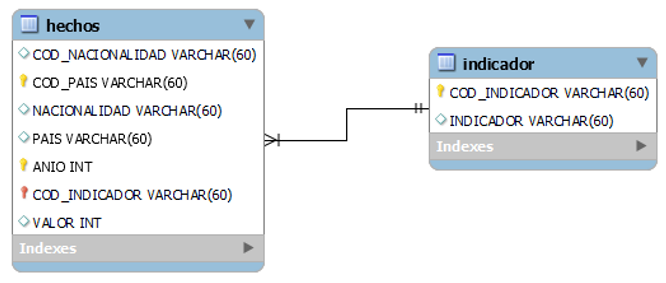 hechos
COD_NACIONALIDAD VARCHAR(60)
COD_PAIS VARCHAR(60)
NACIONALIDAD VARCHAR(60)
PAIS VARCHAR(60)
ANIO INT
COD_INDICADOR VARCHAR(60)
VALOR INT
Indexes
indicador
COD_INDICADOR VARCHAR(60)
INDICADOR VARCHAR(60)
Indexes